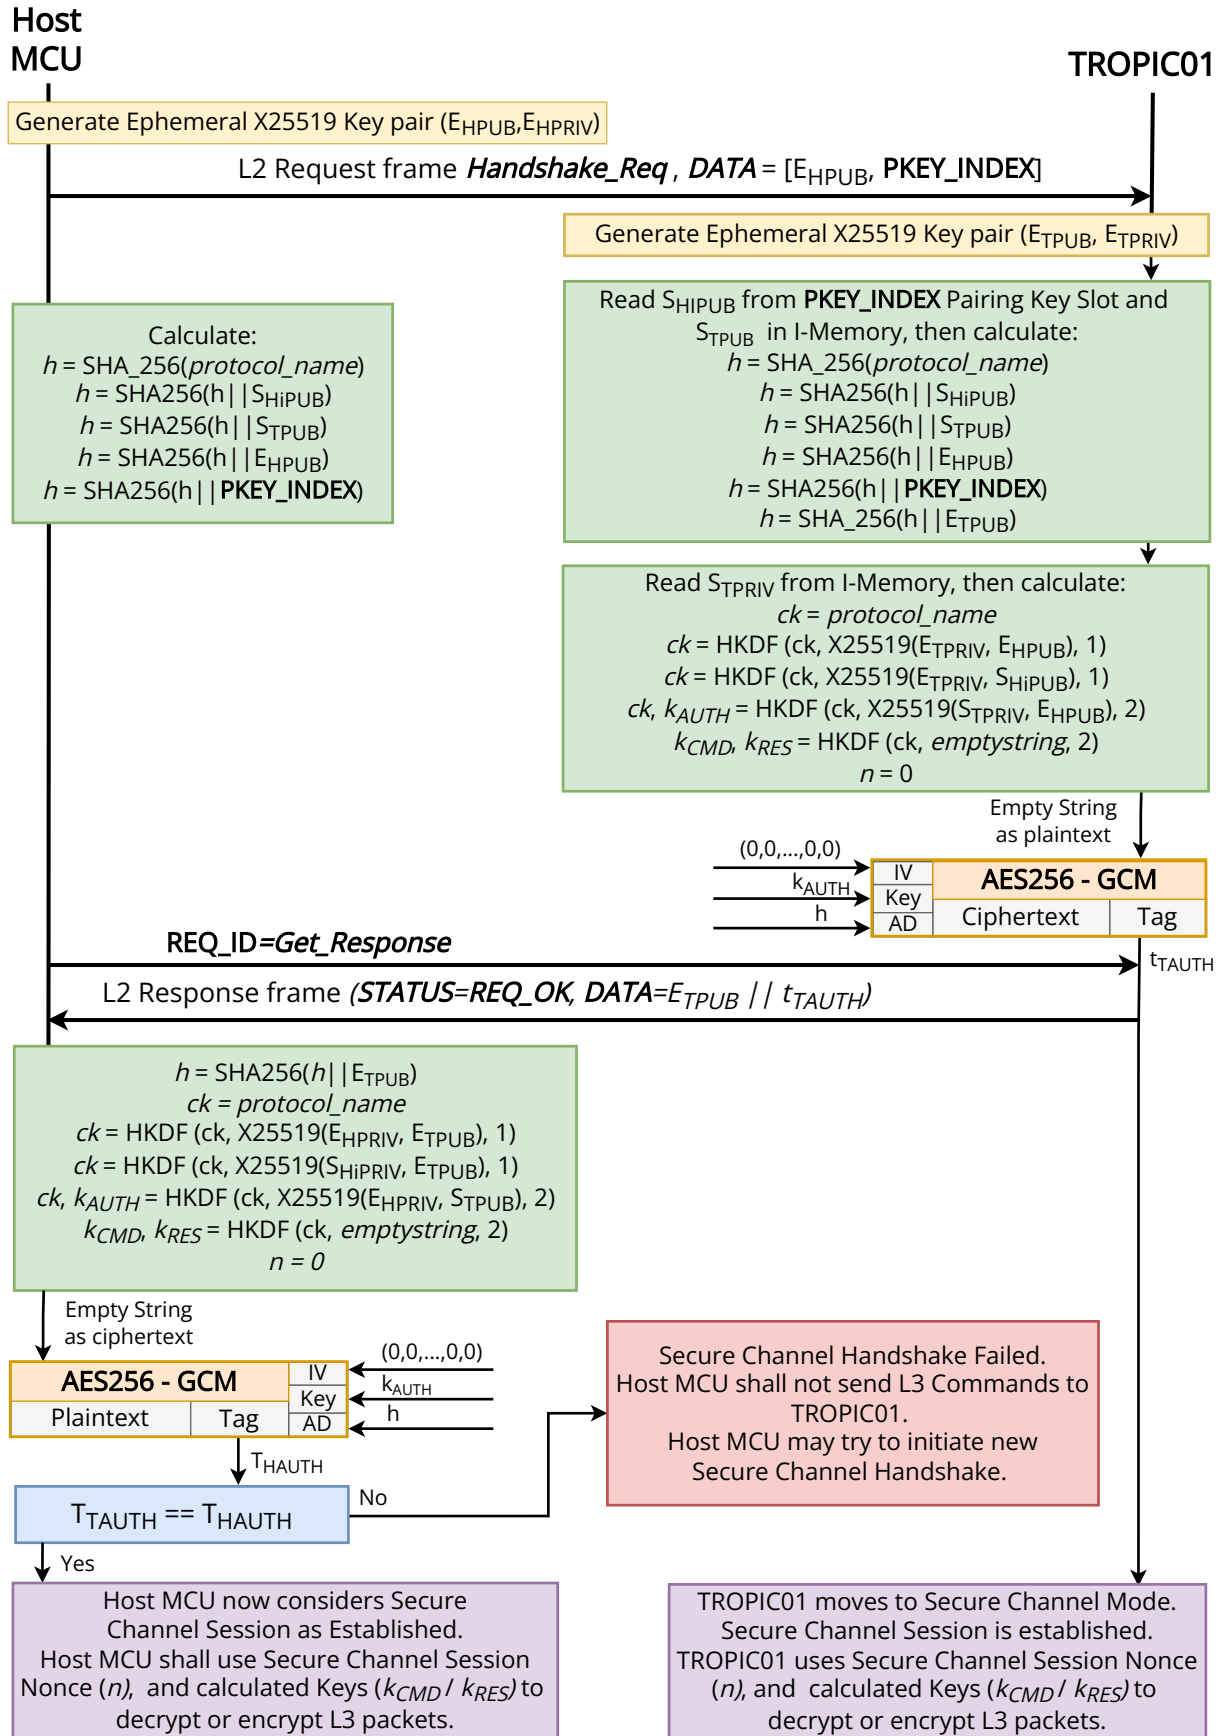 Host
MCU
TROPIC01
Generate Ephemeral X25519 Key pair (EHPUB,EHPRIV)
L2 Request frame Handshake_Req , DATA = [EHPUB, PKEY_INDEX]
Generate Ephemeral X25519 Key pair (ETPUB, ETPRIV)
Calculate:
h = SHA_256(protocol_name)
h = SHA256(h||SHiPUB)
h = SHA256(h||STPUB)
h = SHA256(h||EHPUB)
h = SHA256(h||PKEY_INDEX)
Read SHIPUB from PKEY_INDEX Pairing Key Slot and
STPUB in I-Memory, then calculate:
h = SHA_256(protocol_name)
h = SHA256(h||SHiPUB)
h = SHA256(h||STPUB)
h = SHA256(h||EHPUB)
h = SHA256(h||PKEY_INDEX)
h = SHA_256(h||ETPUB)
Read STPRIV from I-Memory, then calculate:
ck = protocol_name
ck = HKDF (ck, X25519(ETPRIV, EHPUB), 1)
ck = HKDF (ck, X25519(ETPRIV, SHiPUB), 1)
ck, kAUTH = HKDF (ck, X25519(STPRIV, EHPUB), 2)
kCMD, kRES = HKDF (ck, emptystring, 2)
n = 0
Empty String
as plaintext
(0,0,...,0,0)
kAUTH
h
IV
Key
AD
AES256 - GCM
Ciphertext
Tag
tTAUTH
REQ_ID=Get_Response
L2 Response frame (STATUS=REQ_OK, DATA=ETPUB || tTAUTH)
h = SHA256(h||ETPUB)
ck = protocol_name
ck = HKDF (ck, X25519(EHPRIV, ETPUB), 1)
ck = HKDF (ck, X25519(SHiPRIV, ETPUB), 1)
ck, kAUTH = HKDF (ck, X25519(EHPRIV, STPUB), 2)
kCMD, kRES = HKDF (ck, emptystring, 2)
n = 0
Empty String
as ciphertext
AES256 - GCM
Plaintext
Tag
IV
Key
AD
(0,0,...,0,0)
kAUTH
h
THAUTH
TTAUTH == THAUTH
No
Yes
Secure Channel Handshake Failed.
Host MCU shall not send L3 Commands to
TROPIC01.
Host MCU may try to initiate new
Secure Channel Handshake.
Host MCU now considers Secure
Channel Session as Established.
Host MCU shall use Secure Channel Session
Nonce (n), and calculated Keys (kCMD / kRES) to
decrypt or encrypt L3 packets.
TROPIC01 moves to Secure Channel Mode.
Secure Channel Session is established.
TROPIC01 uses Secure Channel Session Nonce
(n), and calculated Keys (kCMD / kRES) to
decrypt or encrypt L3 packets.